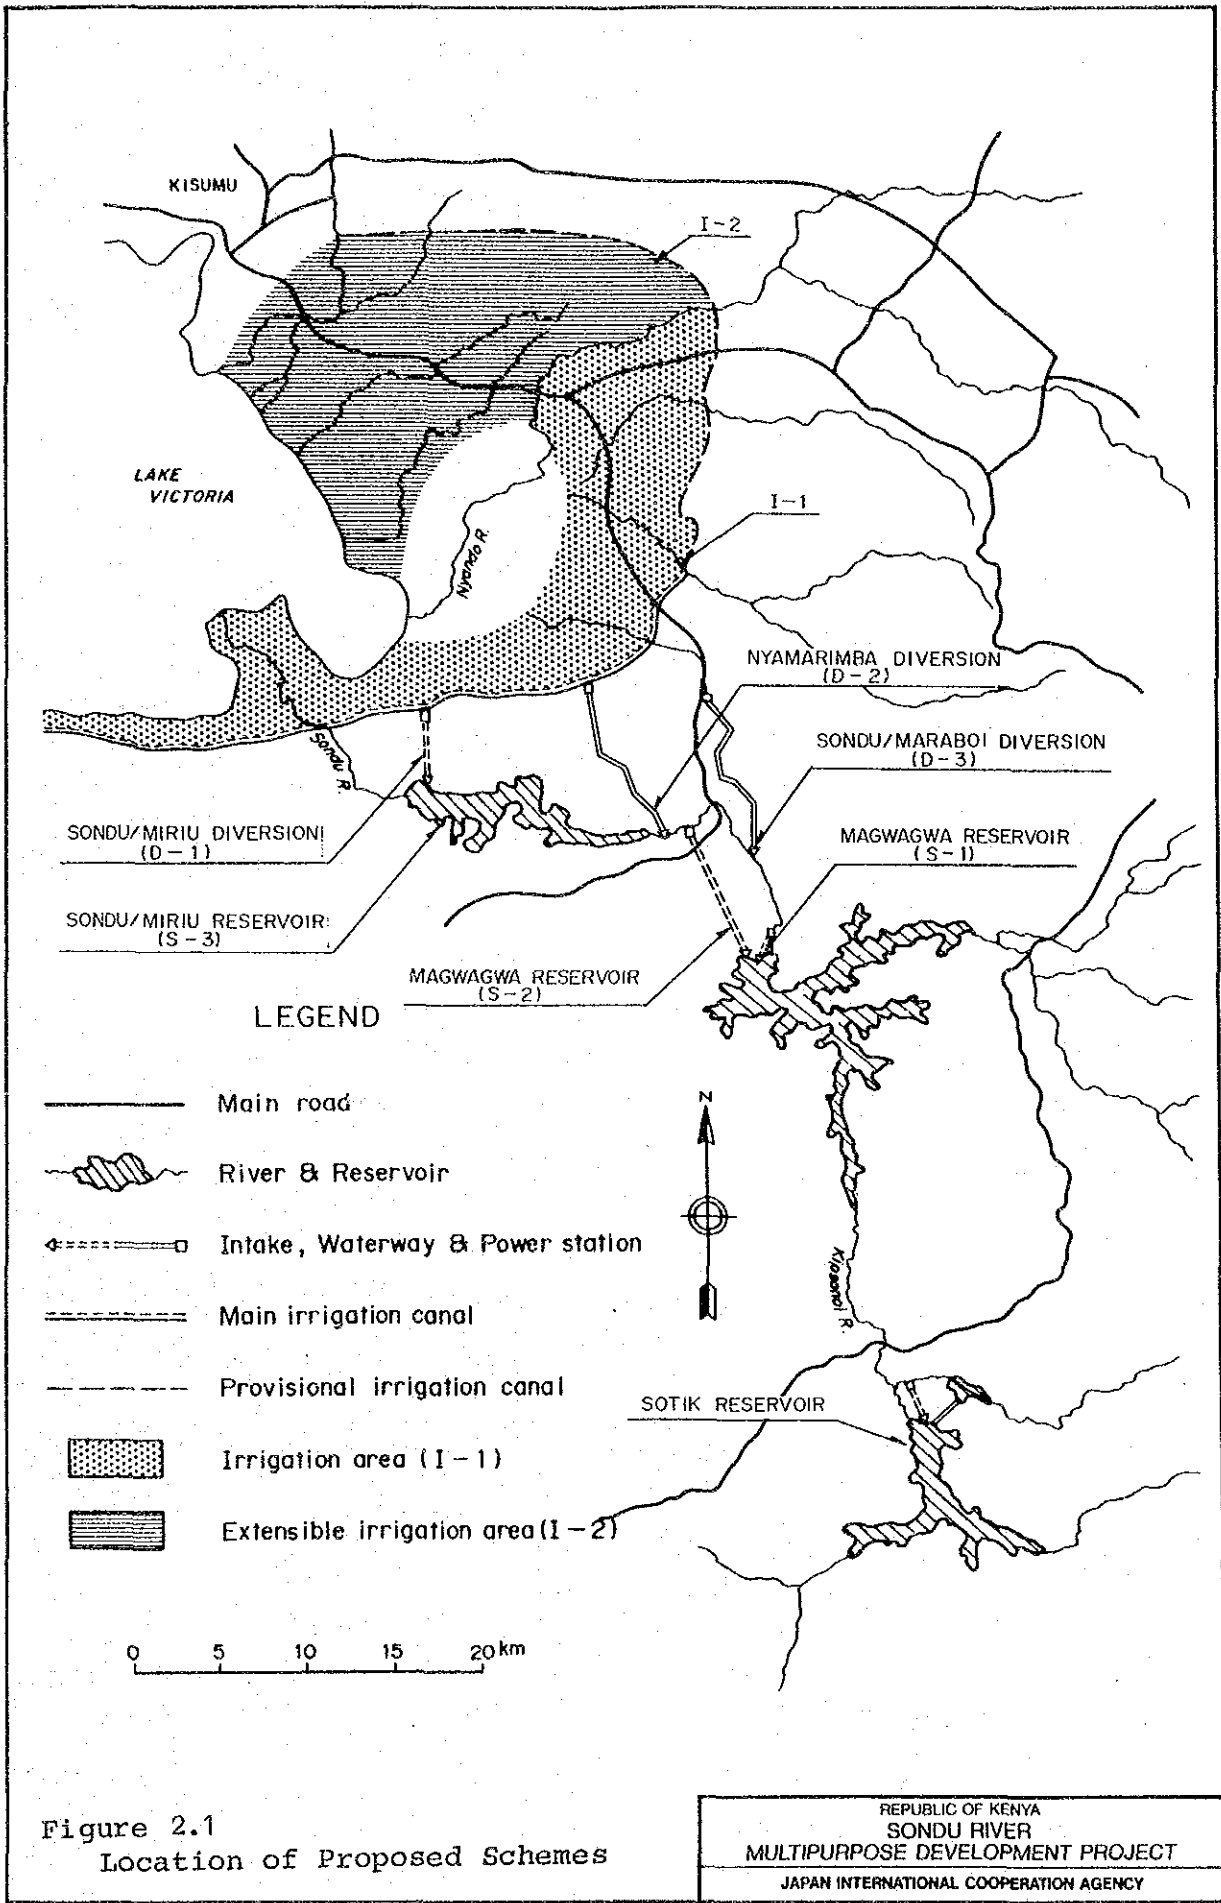 KISUMU
I-2
LAKE
VICTORIA
I-1
Nyando R.
NYAMARIMBA DIVERSION
(D-2)
SONDU/MARABOI DIVERSION
(D-3)
Sondu R.
SONDU/MIRIU DIVERSION
(D-1)
MAGWAGWA RESERVOIR
(S-1)
SONDU/MIRIU RESERVOIR
(S-3)
MAGWAGWA RESERVOIR
(S-2)
LEGEND
Main road
N
River & Reservoir
Intake, Waterway & Power station
Main irrigation canal
Provisional irrigation canal
SOTIK RESERVOIR
Irrigation area (I-1)
Extensible irrigation area (I-2)
0 5 10 15 20 km
Figure 2.1
Location of Proposed Schemes
REPUBLIC OF KENYA
SONDU RIVER
MULTIPURPOSE DEVELOPMENT PROJECT
JAPAN INTERNATIONAL COOPERATION AGENCY